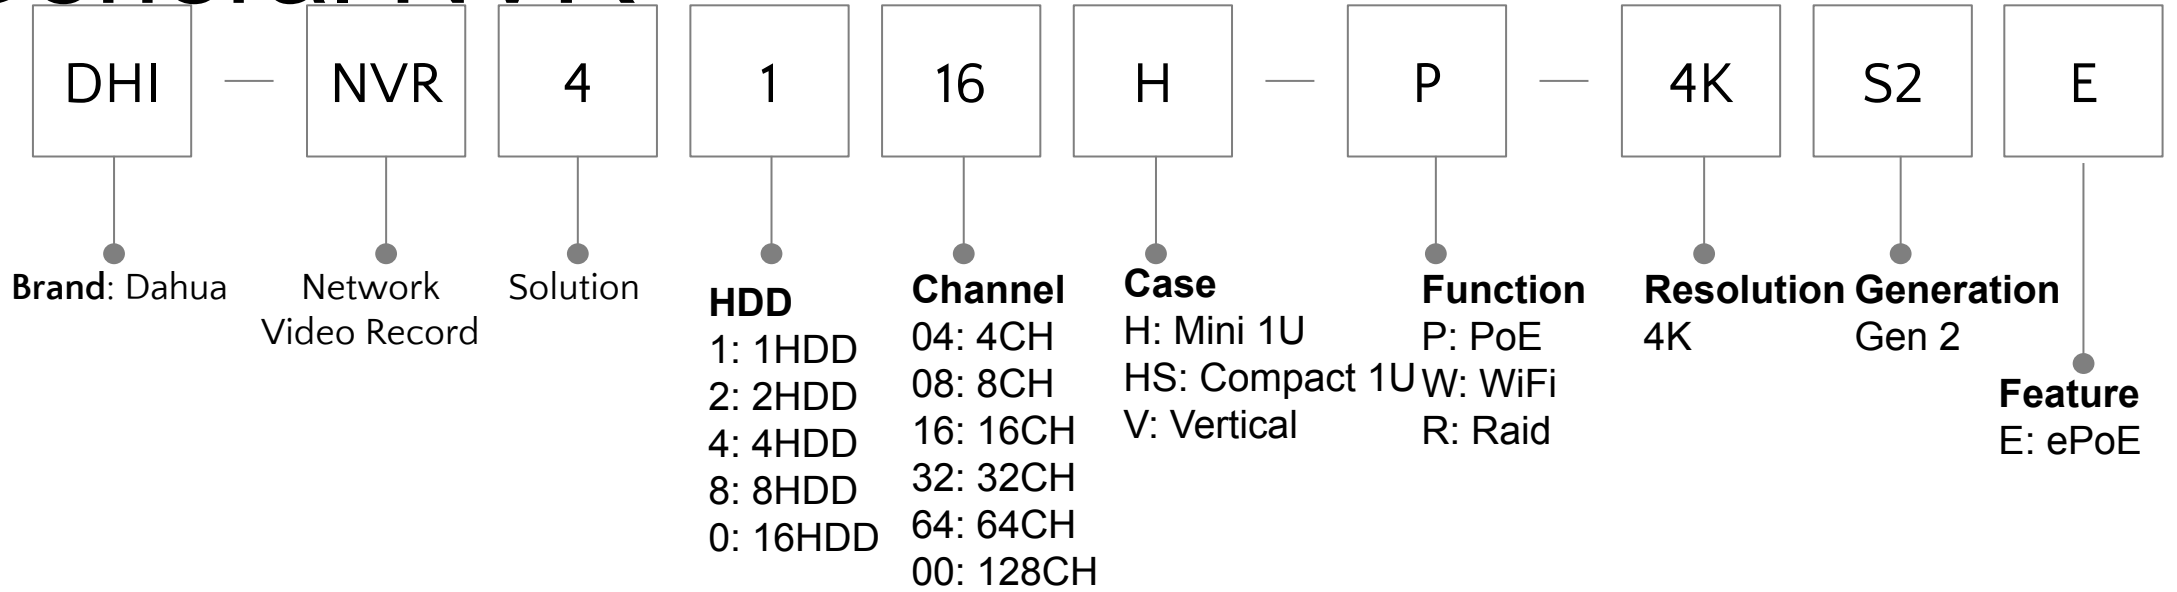 General NVR
DHI — NVR 4 1 16 H — P — 4K S2 E
Brand: Dahua
Network
Video Record
Solution
HDD
1: 1HDD
2: 2HDD
4: 4HDD
8: 8HDD
0: 16HDD
Channel
04: 4CH
08: 8CH
16: 16CH
32: 32CH
64: 64CH
00: 128CH
Case
H: Mini 1U
HS: Compact 1U
V: Vertical
Function
P: PoE
W: WiFi
R: Raid
Resolution
4K
Generation
Gen 2
Feature
E: ePoE